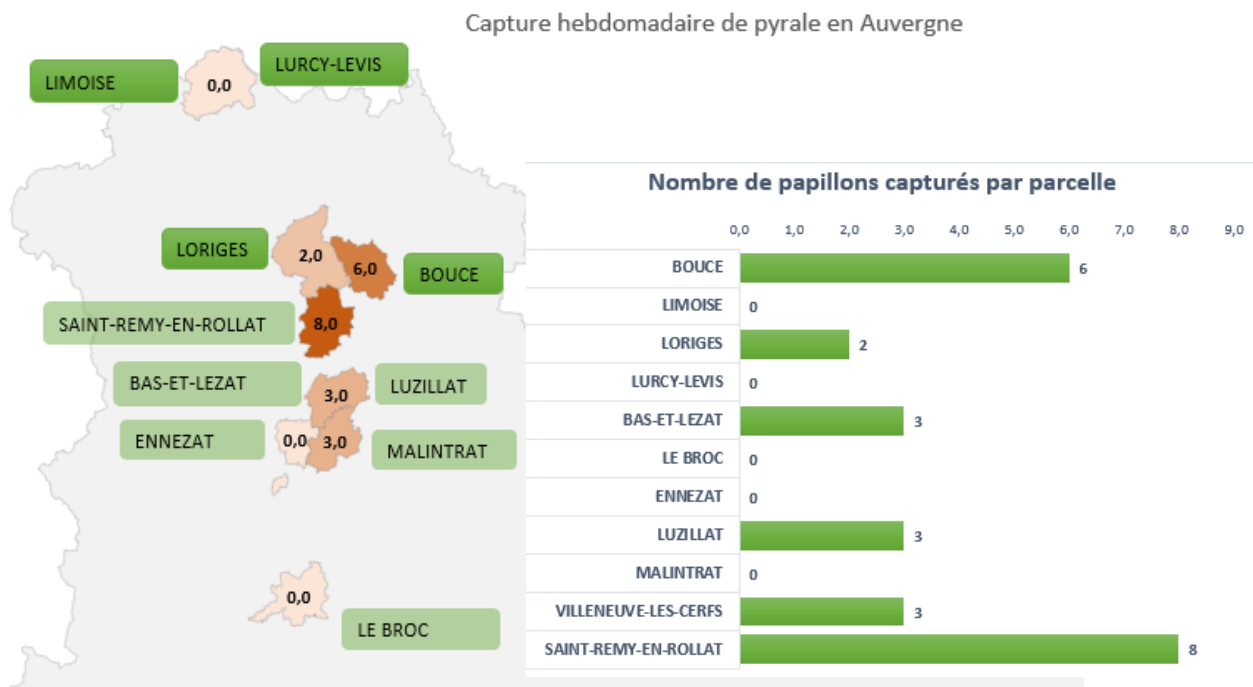 Capture hebdomadaire de pyrale en Auvergne
LIMOISE
0,0
LURCY-LEVIS
LORIGES
2,0
6,0
BOUCE
SAINT-REMY-EN-ROLLAT
8,0
BAS-ET-LEZAT
3,0
LUZILLAT
ENNEZAT
0,0
3,0
MALINTRAT
0,0
LE BROC
Nombre de papillons capturés par parcelle
0,0 1,0 2,0 3,0 4,0 5,0 6,0 7,0 8,0 9,0
BOUCE 6
LIMOISE 0
LORIGES 2
LURCY-LEVIS 0
BAS-ET-LEZAT 3
LE BROC 0
ENNEZAT 0
LUZILLAT 3
MALINTRAT 0
VILLENEUVE-LES-CERFS 3
SAINT-REMY-EN-ROLLAT 8